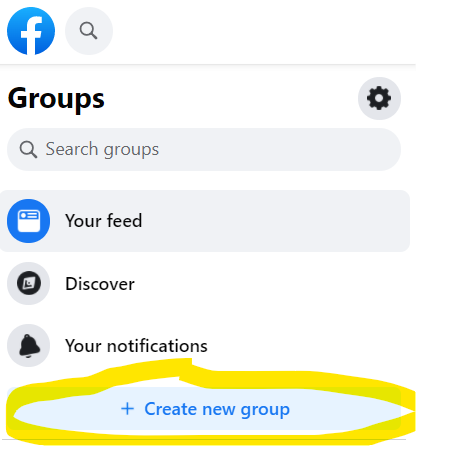 Groups
Search groups
Your feed
Discover
Your notifications
+ Create new group